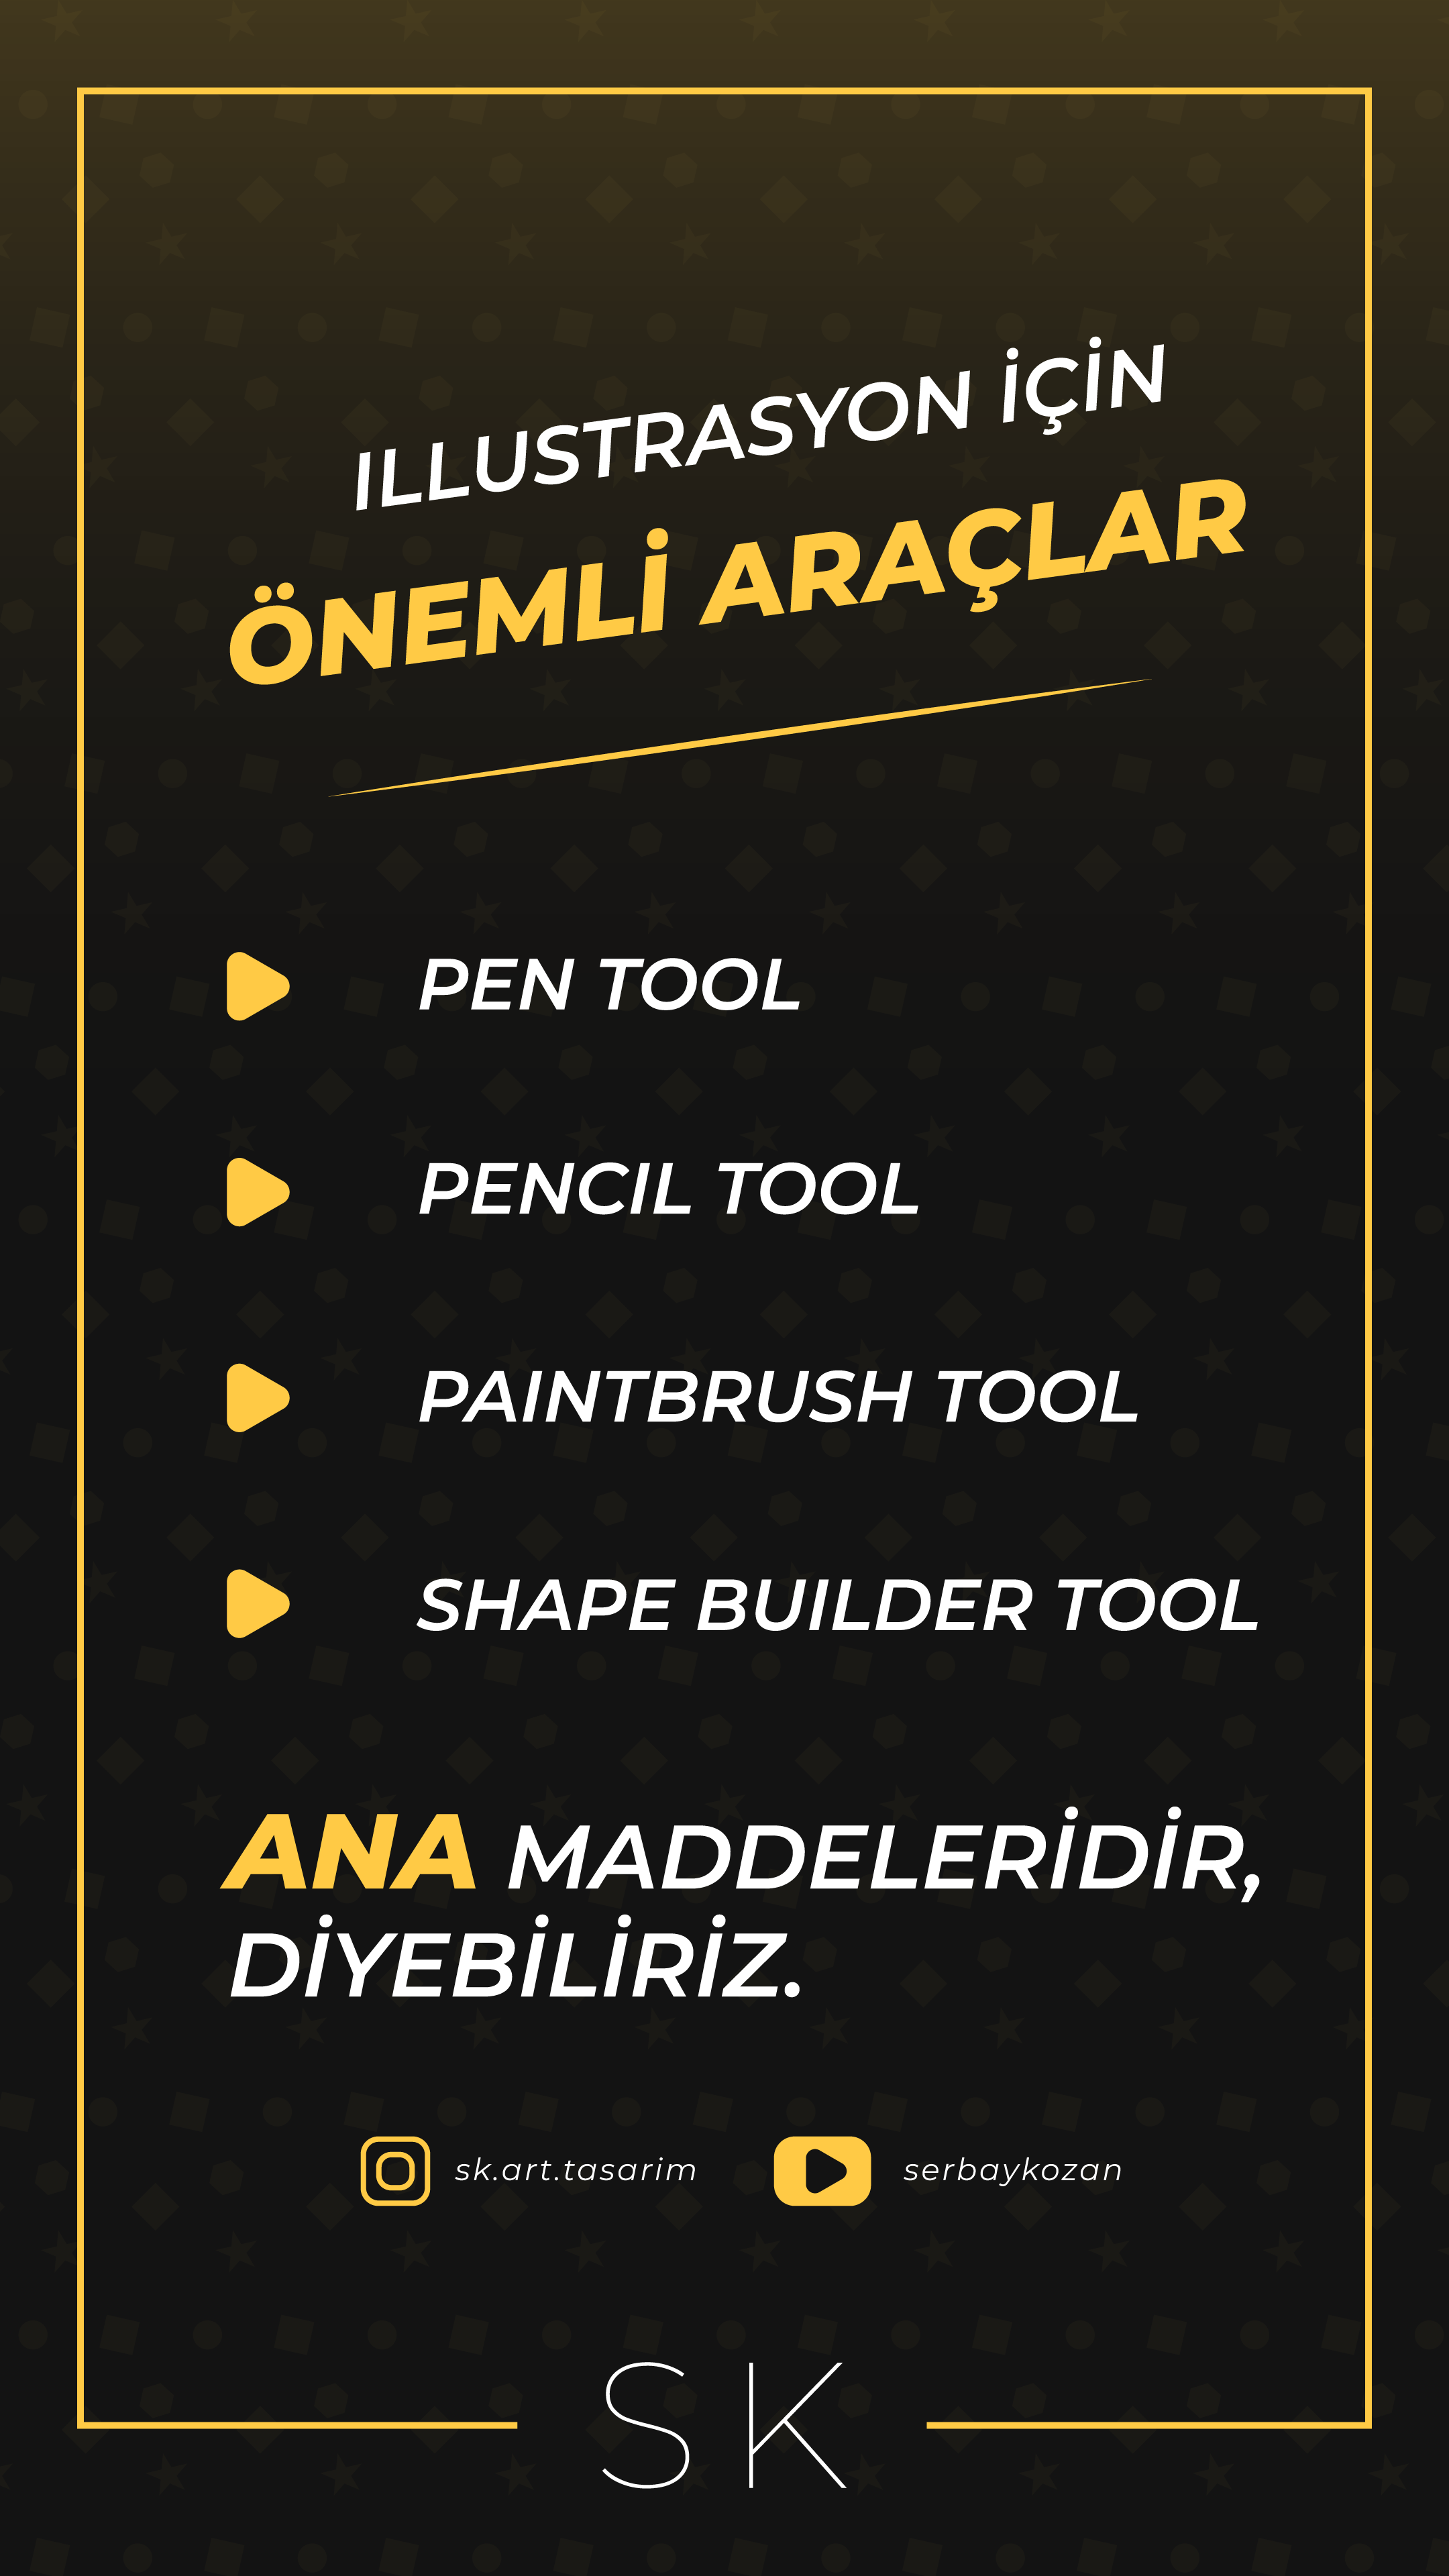 ILLUSTRASYON İÇİN
ÖNEMLİ ARAÇLAR
PEN TOOL
PENCIL TOOL
PAINTBRUSH TOOL
SHAPE BUILDER TOOL
ANA MADDELERİDİR,
DİYEBİLİRİZ.
sk.art.tasarim serbaykozan
SK